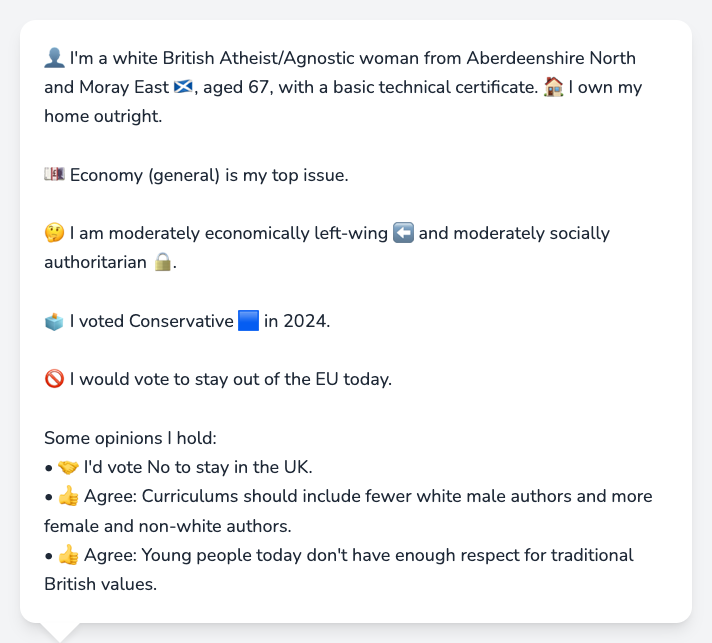 👤 I'm a white British Atheist/Agnostic woman from Aberdeenshire North
and Moray East 🏴󠁧󠁢󠁳󠁣󠁴󠁿, aged 67, with a basic technical certificate. 🏠 I own my
home outright.
💷 Economy (general) is my top issue.
🤔 I am moderately economically left-wing ⬅️ and moderately socially
authoritarian 🔒.
🗳️ I voted Conservative 🟦 in 2024.
🚫 I would vote to stay out of the EU today.
Some opinions I hold:
• 🤝 I'd vote No to stay in the UK.
• 👍 Agree: Curriculums should include fewer white male authors and more
female and non-white authors.
• 👍 Agree: Young people today don't have enough respect for traditional
British values.